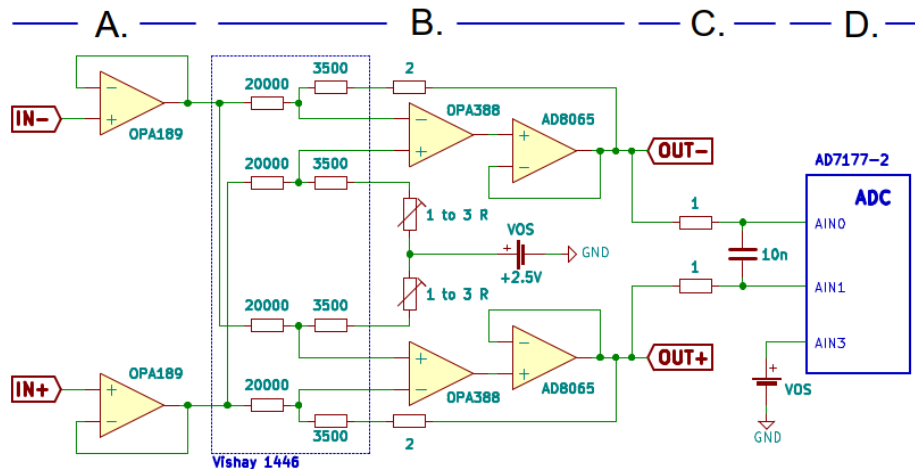 A.
B.
C.
D.
20000
3500
2
OPA388
AD8065
IN-
OPA189
OUT-
AD7177-2
ADC
20000
3500
1
AIN0
1 to 3 R
VOS
+
GND
+2.5V
10n
1 to 3 R
1
AIN1
20000
3500
AIN3
OPA189
IN+
OUT+
AD8065
OPA388
20000
+
VOS
GND
3500
2
Vishay 1446